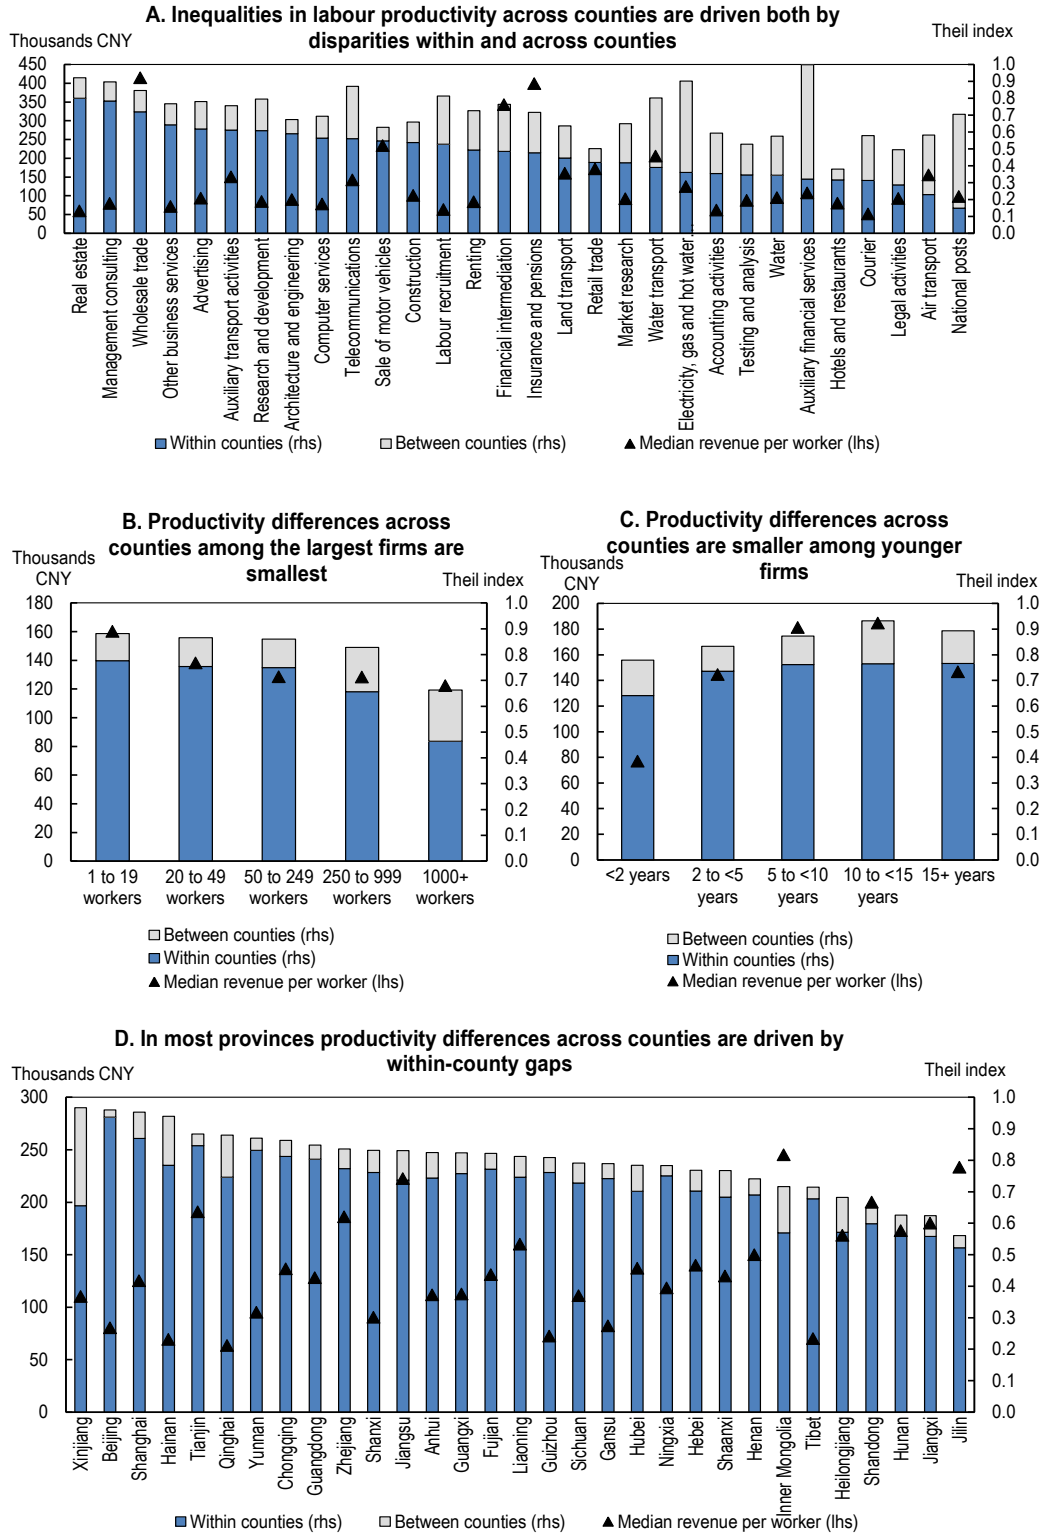 A. Inequalities in labour productivity across counties are driven both by
disparities within and across counties
Thousands CNY
Theil index
450
400
350
300
250
200
150
100
50
0
1.0
0.9
0.8
0.7
0.6
0.5
0.4
0.3
0.2
0.1
0.0
Real estate
Management consulting
Wholesale trade
Other business services
Advertising
Auxiliary transport activities
Research and development
Architecture and engineering
Computer services
Telecommunications
Sale of motor vehicles
Construction
Labour recruitment
Renting
Financial intermediation
Insurance and pensions
Land transport
Retail trade
Market research
Water transport
Electricity, gas and hot water…
Accounting activities
Testing and analysis
Water
Auxiliary financial services
Hotels and restaurants
Courier
Legal activities
Air transport
National posts
Within counties (rhs)
Between counties (rhs)
Median revenue per worker (lhs)
B. Productivity differences across
counties among the largest firms are
smallest
Thousands
CNY
Theil index
180
160
140
120
100
80
60
40
20
0
1.0
0.9
0.8
0.7
0.6
0.5
0.4
0.3
0.2
0.1
0.0
1 to 19
workers
20 to 49
workers
50 to 249
workers
250 to 999
workers
1000+
workers
Between counties (rhs)
Within counties (rhs)
Median revenue per worker (lhs)
C. Productivity differences across
counties are smaller among younger
firms
Thousands
CNY
Theil index
200
180
160
140
120
100
80
60
40
20
0
1.0
0.9
0.8
0.7
0.6
0.5
0.4
0.3
0.2
0.1
0.0
<2 years
2 to <5
years
5 to <10
years
10 to <15
years
15+ years
Between counties (rhs)
Within counties (rhs)
Median revenue per worker (lhs)
D. In most provinces productivity differences across counties are driven by
within-county gaps
Thousands CNY
Theil index
300
250
200
150
100
50
0
1.0
0.9
0.8
0.7
0.6
0.5
0.4
0.3
0.2
0.1
0.0
Xinjiang
Beijing
Shanghai
Hainan
Tianjin
Qinghai
Yunnan
Chongqing
Guangdong
Zhejang
Shanxi
Jiangsu
Anhui
Guangxi
Fujian
Liaoning
Guizhou
Sichuan
Gansu
Hubei
Ningxia
Hebei
Shaanxi
Henan
Inner Mongolia
Tibet
Heilongjiang
Shandong
Hunan
Jiangxi
Jilin
Within counties (rhs)
Between counties (rhs)
Median revenue per worker (lhs)